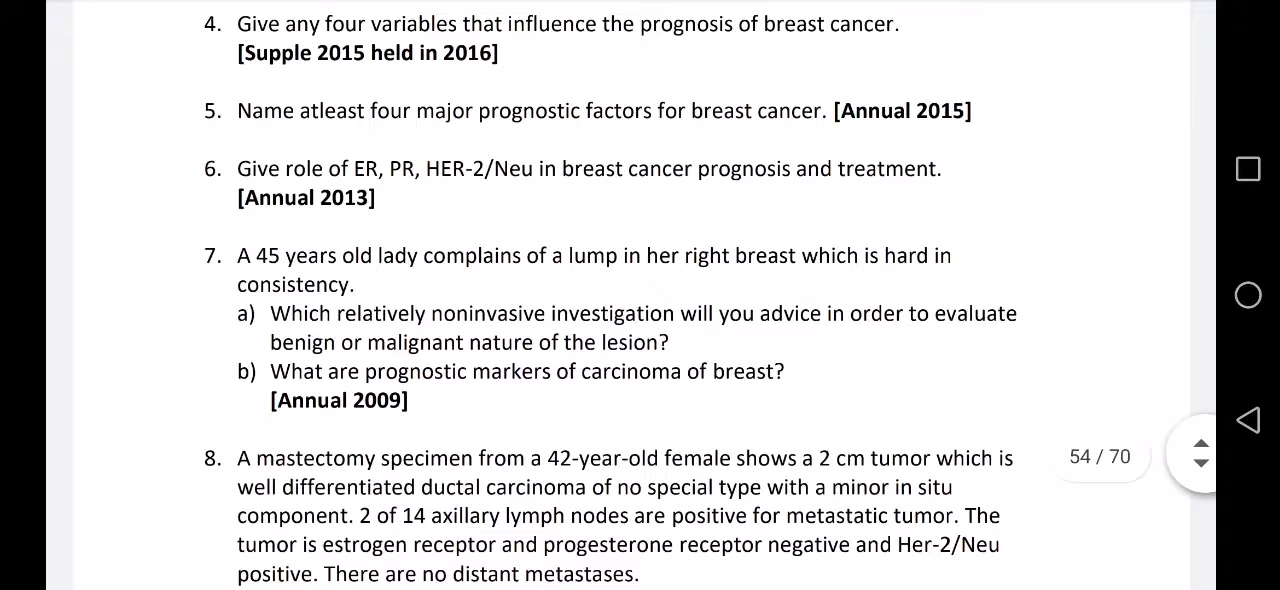 4. Give any four variables that influence the prognosis of breast cancer.
[Supple 2015 held in 2016]
5. Name atleast four major prognostic factors for breast cancer. [Annual 2015]
6. Give role of ER, PR, HER-2/Neu in breast cancer prognosis and treatment.
[Annual 2013]
7. A 45 years old lady complains of a lump in her right breast which is hard in
consistency.
a) Which relatively noninvasive investigation will you advice in order to evaluate
benign or malignant nature of the lesion?
b) What are prognostic markers of carcinoma of breast?
[Annual 2009]
8. A mastectomy specimen from a 42-year-old female shows a 2 cm tumor which is
well differentiated ductal carcinoma of no special type with a minor in situ
component. 2 of 14 axillary lymph nodes are positive for metastatic tumor. The
tumor is estrogen receptor and progesterone receptor negative and Her-2/Neu
positive. There are no distant metastases.
54 / 70